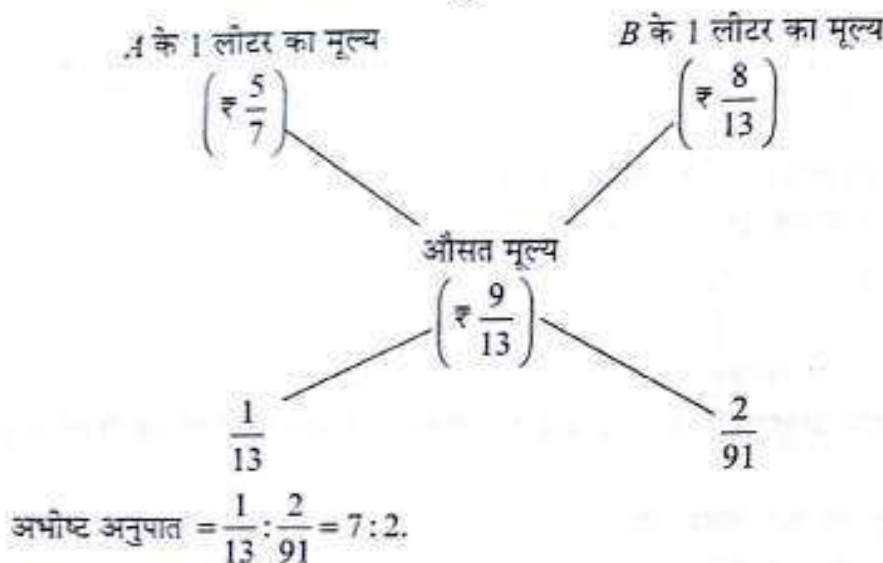 A के 1 लीटर का मूल्य
B के 1 लीटर का मूल्य
(₹ 5/7)
(₹ 8/13)
औसत मूल्य
(₹ 9/13)
1/13
2/91
अभीष्ट अनुपात = 1/13 : 2/91 = 7 : 2.